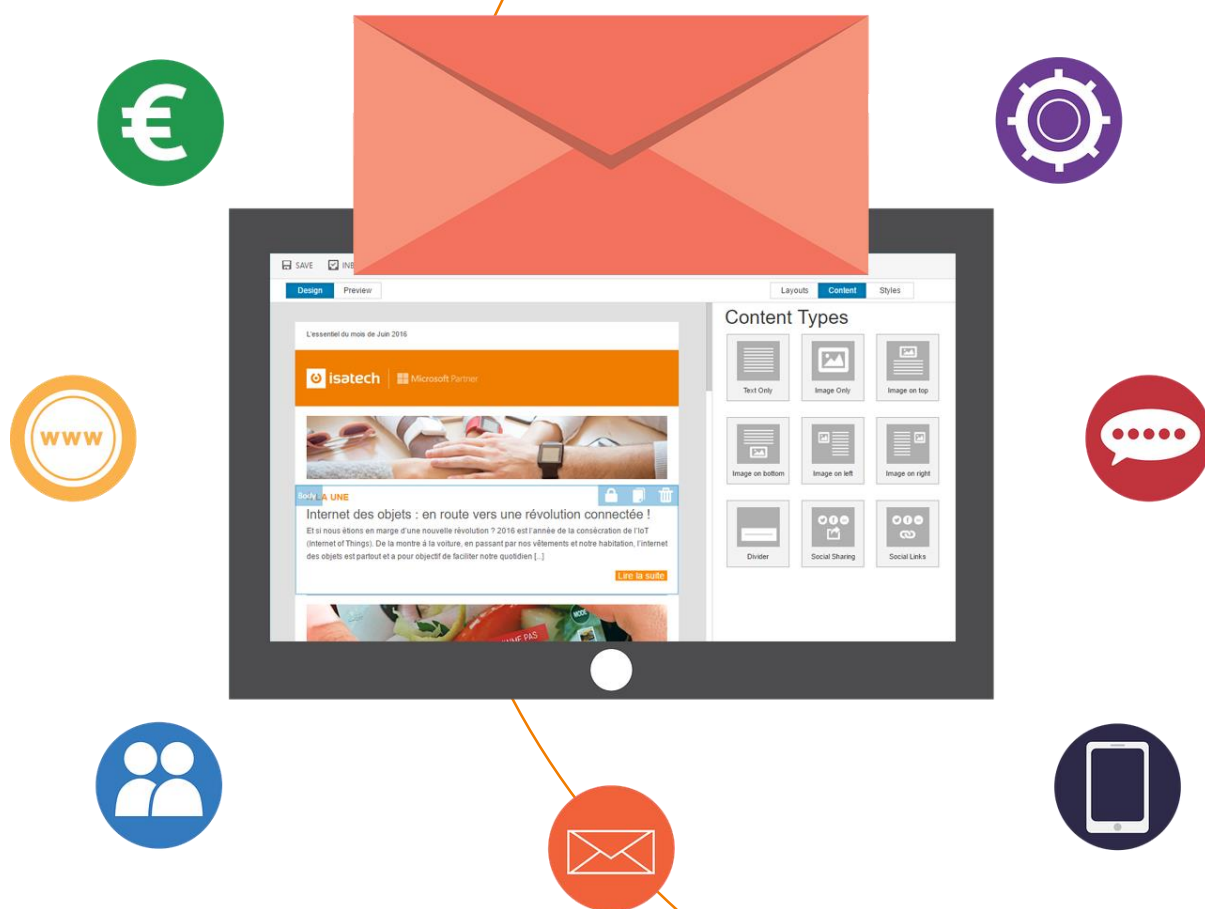 €
SAVE
Design Preview
Layouts Content Styles
Content Types
L'essentiel du mois de Juin 2016
isatech Microsoft Partner
Text Only Image Only Image on top
www
Image on bottom Image on left Image on right
Body LA UNE
Internet des objets : en route vers une révolution connectée !
Et si nous étions en marge d'une nouvelle révolution ? 2016 est l'année de la consécration de l'IoT
(Internet of Things). De la montre à la voiture, en passant par nos vêtements et notre habitation, l'internet
des objets est partout et a pour objectif de faciliter notre quotidien [...]
Lire la suite
Divider Social Sharing Social Links
MODE
PAS